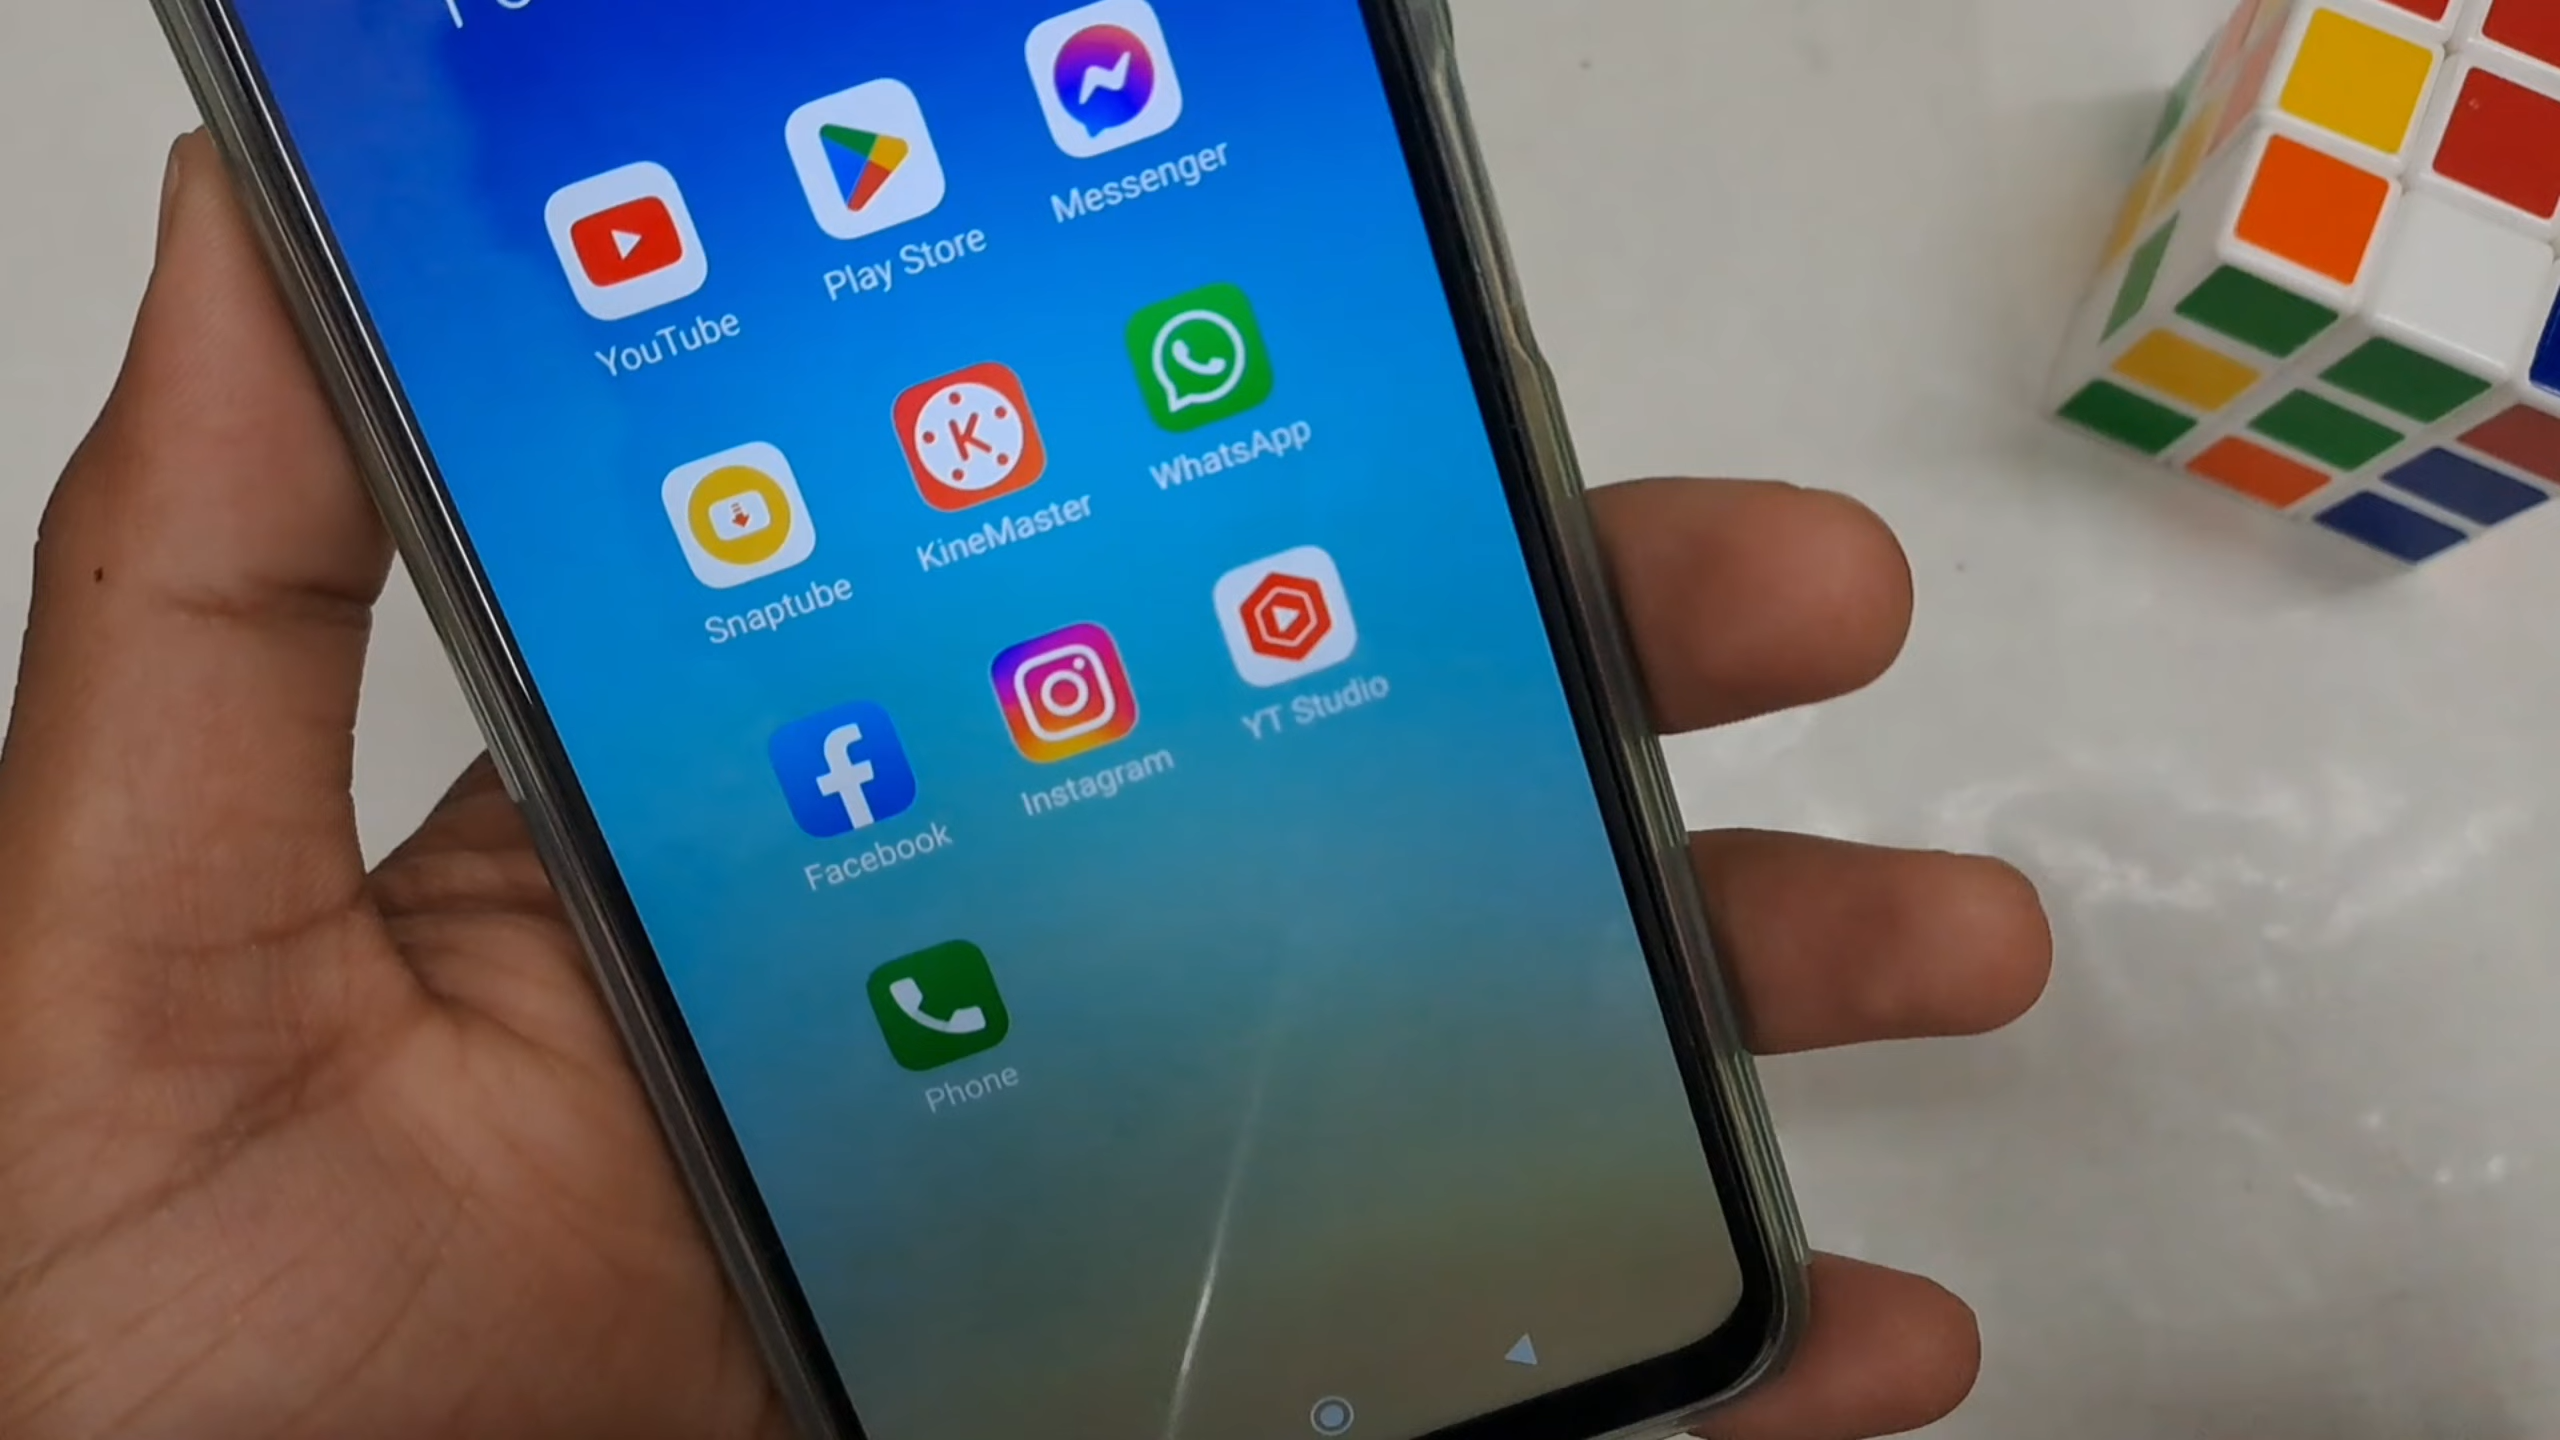 YouTube
Play Store
Messenger
Snaptube
KineMaster
WhatsApp
Facebook
Instagram
YT Studio
Phone